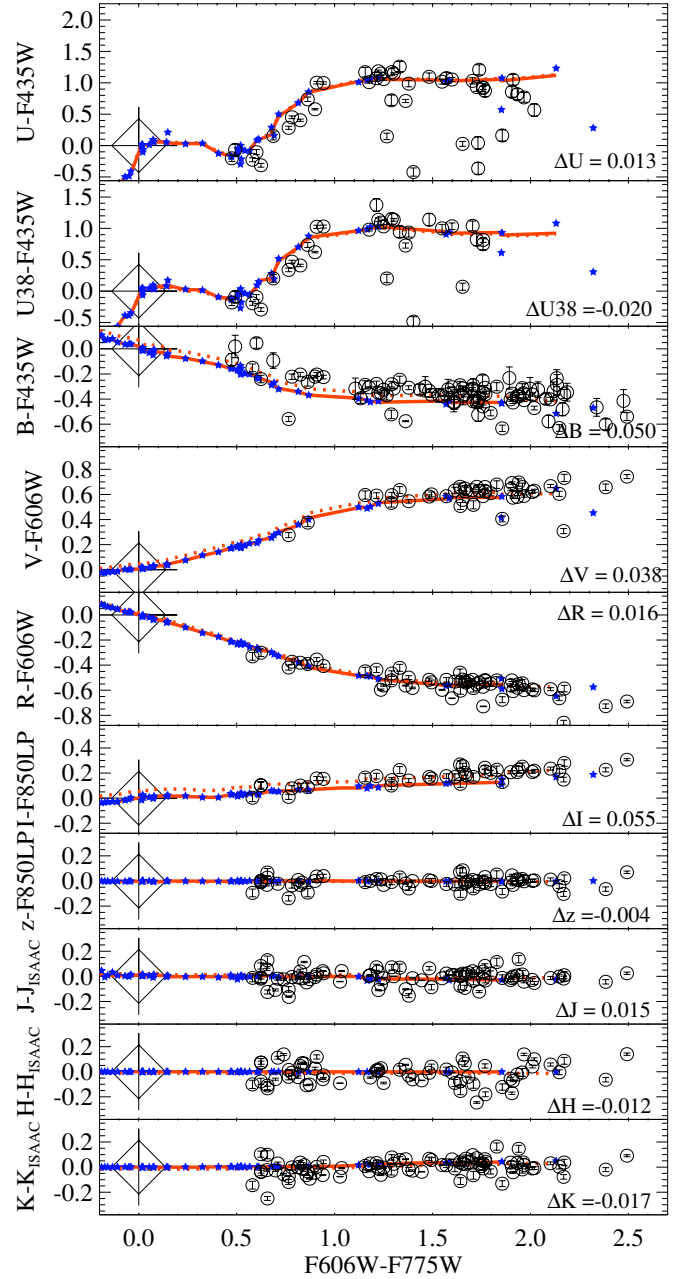 2.0
1.5
1.0
0.5
0.0
-0.5
U-F435W
ΔU = 0.013
1.5
1.0
0.5
0.0
-0.5
U38-F435W
ΔU38 =-0.020
0.0
-0.2
-0.4
-0.6
B-F435W
ΔB = 0.050
0.8
0.6
0.4
0.2
0.0
V-F606W
ΔV = 0.038
0.0
-0.2
-0.4
-0.6
-0.8
R-F606W
ΔR = 0.016
0.4
0.2
0.0
-0.2
I-F850LP
ΔI = 0.055
0.2
0.0
-0.2
z-F850LP
Δz = -0.004
0.2
0.0
-0.2
J-JISAAC
ΔJ = 0.015
0.2
0.0
-0.2
H-HISAAC
ΔH = -0.012
0.2
0.0
-0.2
K-KISAAC
ΔK =-0.017
0.0 0.5 1.0 1.5 2.0 2.5
F606W-F775W